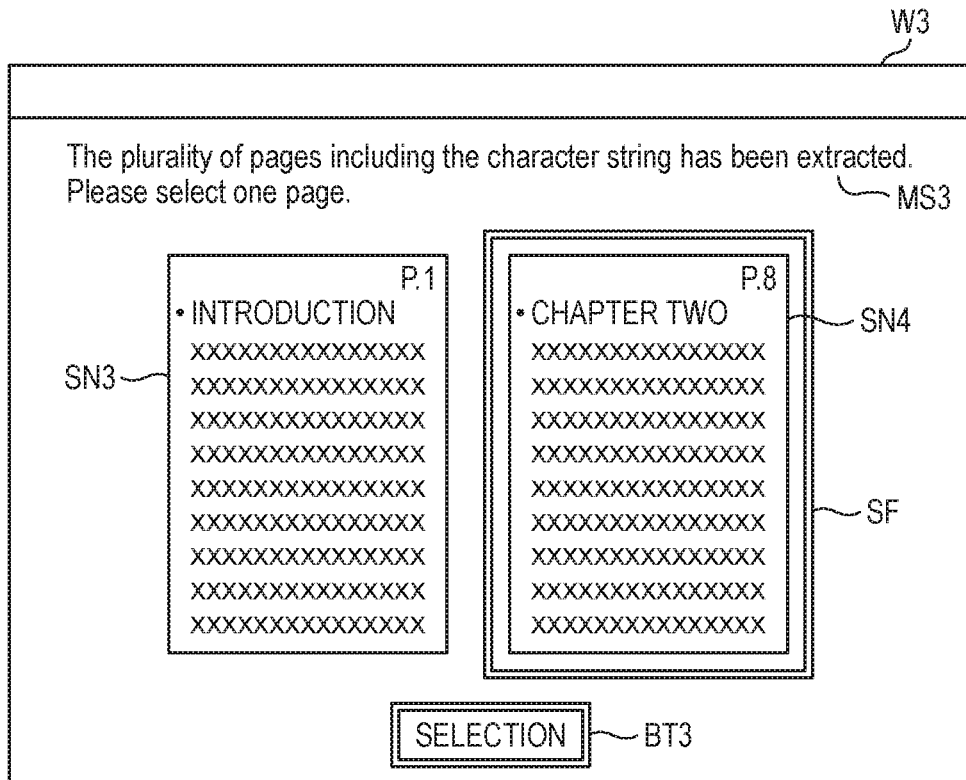 W3
The plurality of pages including the character string has been extracted.
Please select one page.
MS3
P.1
• INTRODUCTION
XXXXXXXXXXXXXXX
XXXXXXXXXXXXXXX
XXXXXXXXXXXXXXX
XXXXXXXXXXXXXXX
XXXXXXXXXXXXXXX
XXXXXXXXXXXXXXX
XXXXXXXXXXXXXXX
XXXXXXXXXXXXXXX
XXXXXXXXXXXXXXX
SN3
P.8
• CHAPTER TWO
XXXXXXXXXXXXXXX
XXXXXXXXXXXXXXX
XXXXXXXXXXXXXXX
XXXXXXXXXXXXXXX
XXXXXXXXXXXXXXX
XXXXXXXXXXXXXXX
XXXXXXXXXXXXXXX
XXXXXXXXXXXXXXX
XXXXXXXXXXXXXXX
SN4
SF
SELECTION
BT3